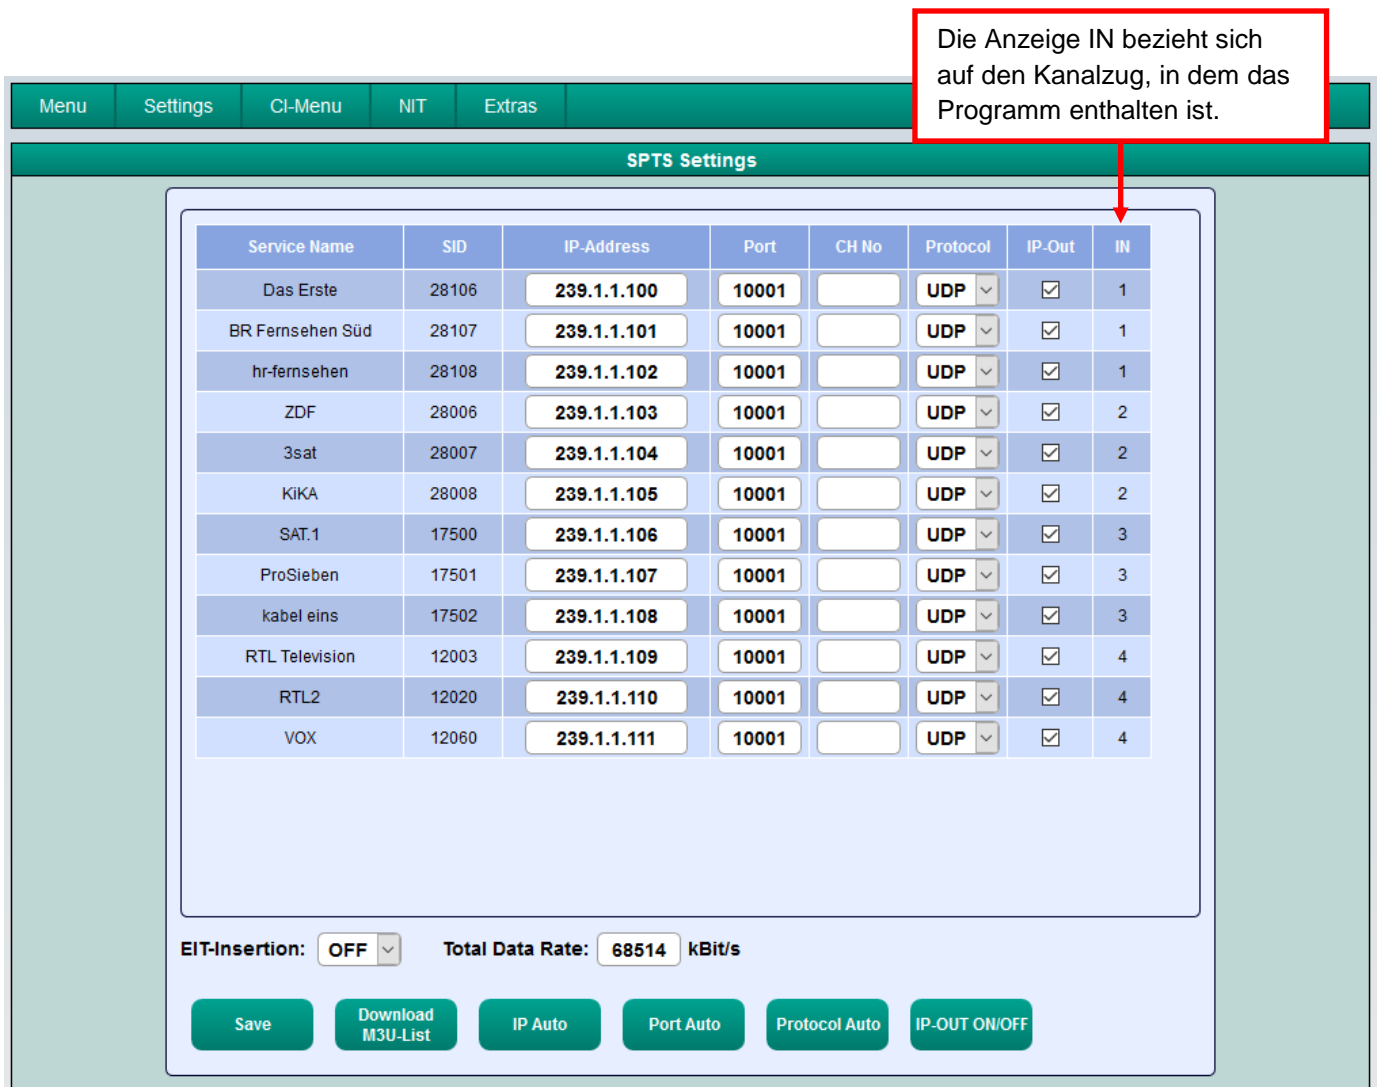 Die Anzeige IN bezieht sich
auf den Kanalzug, in dem das
Programm enthalten ist.
Menu Settings CI-Menu NIT Extras
SPTS Settings
Service Name SID IP-Address Port CH No Protocol IP-Out IN
Das Erste 28106 239.1.1.100 10001 UDP 1
BR Fernsehen Süd 28107 239.1.1.101 10001 UDP 1
hr-fernsehen 28108 239.1.1.102 10001 UDP 1
ZDF 28006 239.1.1.103 10001 UDP 2
3sat 28007 239.1.1.104 10001 UDP 2
KiKA 28008 239.1.1.105 10001 UDP 2
SAT.1 17500 239.1.1.106 10001 UDP 3
ProSieben 17501 239.1.1.107 10001 UDP 3
kabel eins 17502 239.1.1.108 10001 UDP 3
RTL Television 12003 239.1.1.109 10001 UDP 4
RTL2 12020 239.1.1.110 10001 UDP 4
VOX 12060 239.1.1.111 10001 UDP 4
EIT-Insertion: OFF Total Data Rate: 68514 kBit/s
Save Download M3U-List IP Auto Port Auto Protocol Auto IP-OUT ON/OFF